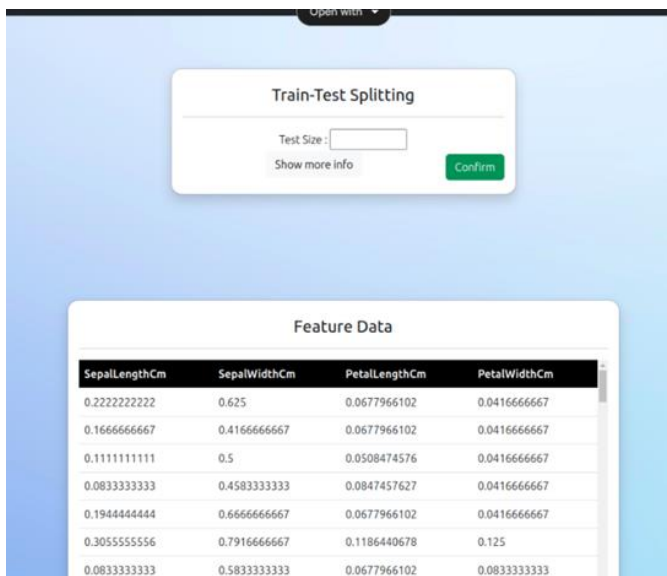 Open with
Train-Test Splitting
Test Size :
Show more info
Confirm
Feature Data
SepalLengthCm SepalWidthCm PetalLengthCm PetalWidthCm
0.2222222222 0.625 0.0677966102 0.0416666667
0.1666666667 0.4166666667 0.0677966102 0.0416666667
0.1111111111 0.5 0.0508474576 0.0416666667
0.0833333333 0.4583333333 0.0847457627 0.0416666667
0.1944444444 0.6666666667 0.0677966102 0.0416666667
0.3055555556 0.7916666667 0.1186440678 0.125
0.0833333333 0.5833333333 0.0677966102 0.0833333333